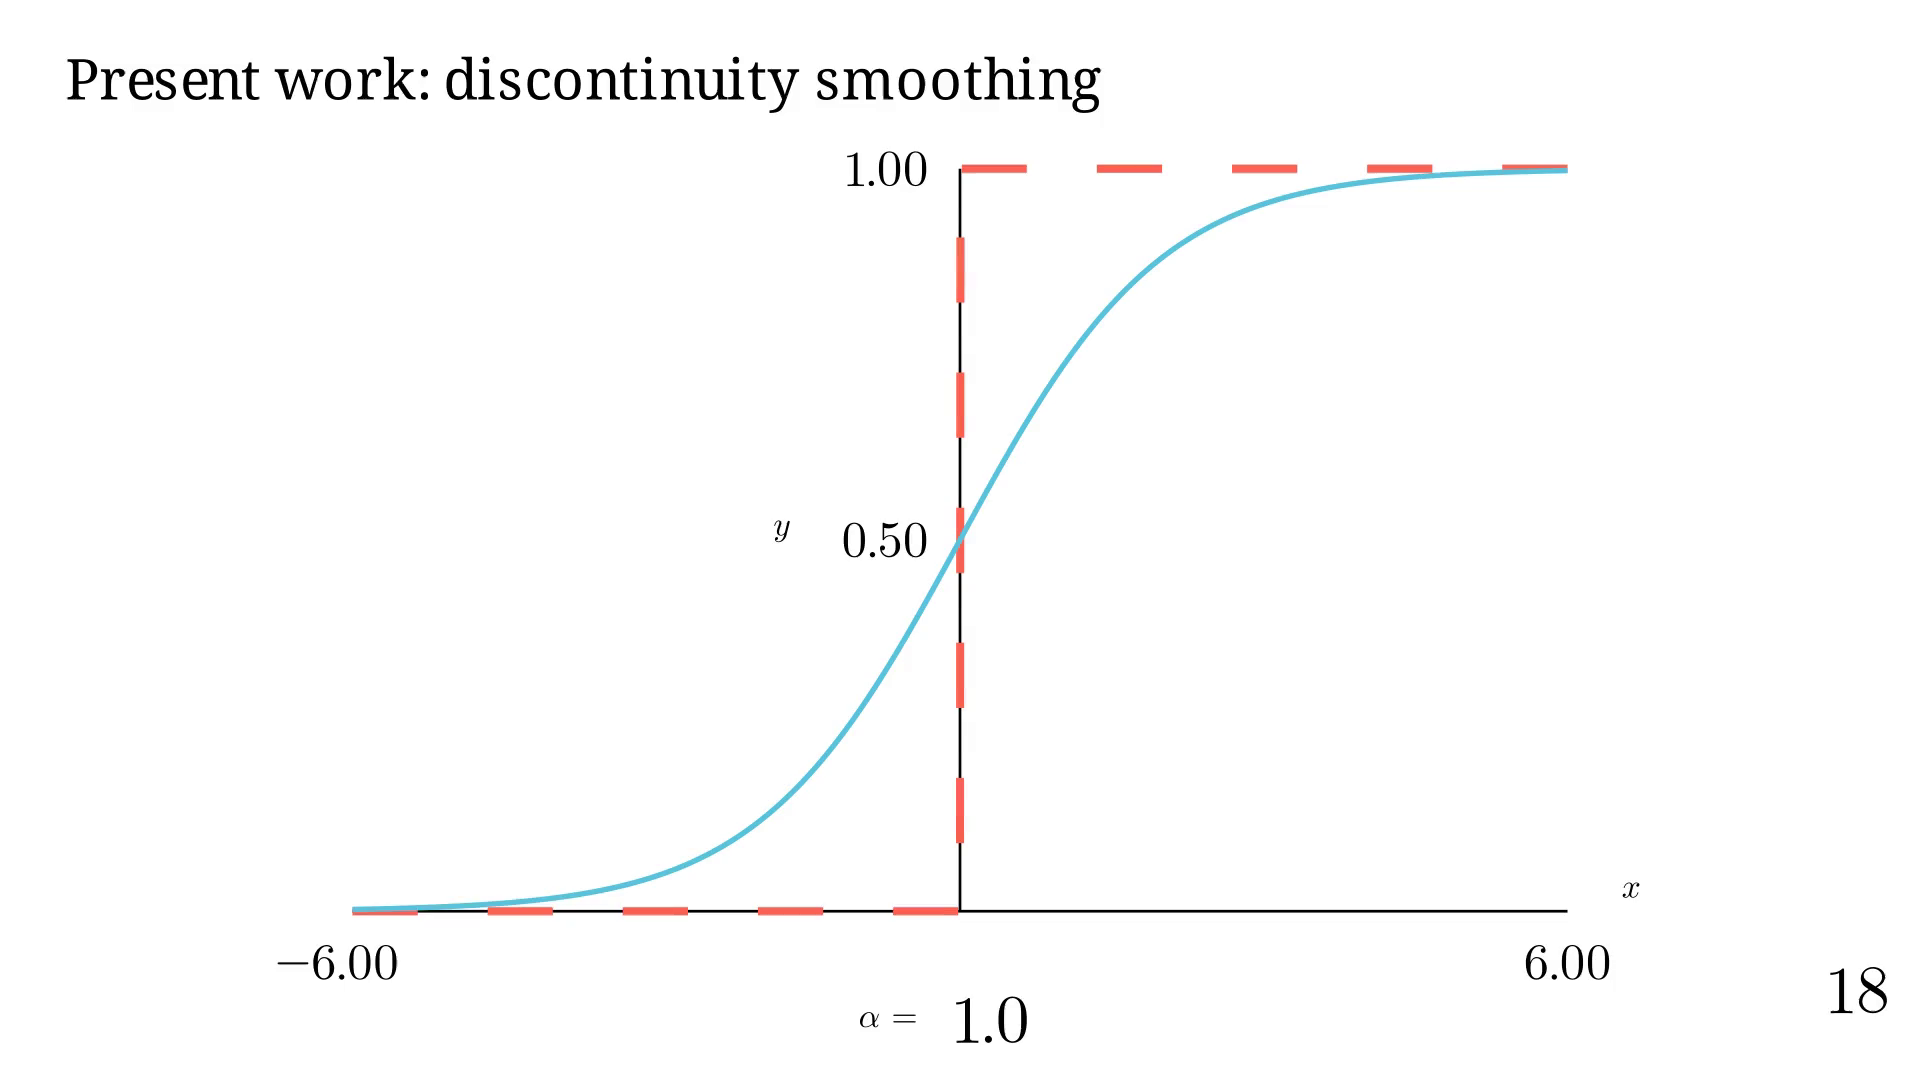 Present work: discontinuity smoothing
1.00
y
0.50
x
−6.00
6.00
α = 1.0
18